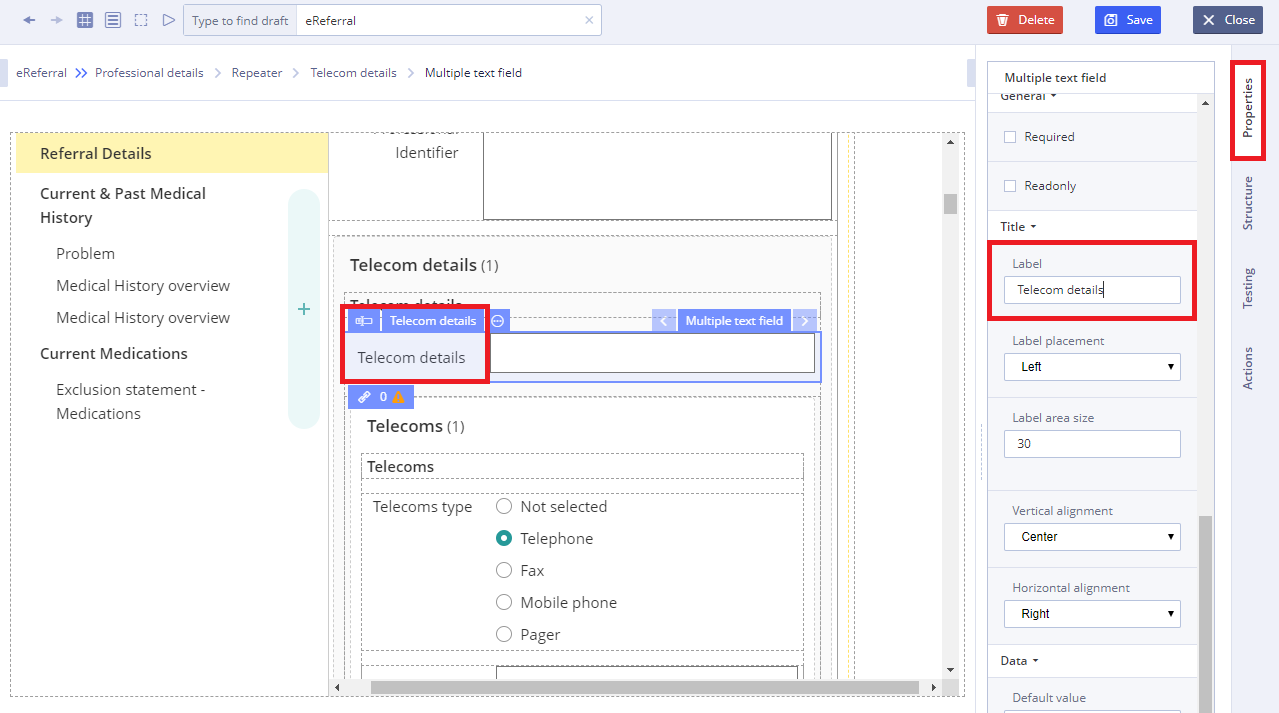 Type to find draft eReferral ×
Delete Save Close
eReferral Professional details Repeater Telecom details Multiple text field
Referral Details
Current & Past Medical
History
Problem
Medical History overview
Medical History overview
Current Medications
Exclusion statement -
Medications
+
Professional
Identifier
Telecom details (1)
Telecom details
Telecom details Multiple text field
Telecom details
0
Telecoms (1)
Telecoms
Telecoms type Not selected
Telephone
Fax
Mobile phone
Pager
Multiple text field
General
Required
Readonly
Title
Label
Telecom details
Label placement
Left
Label area size
30
Vertical alignment
Center
Horizontal alignment
Right
Data
Default value
Properties
Structure
Testing
Actions